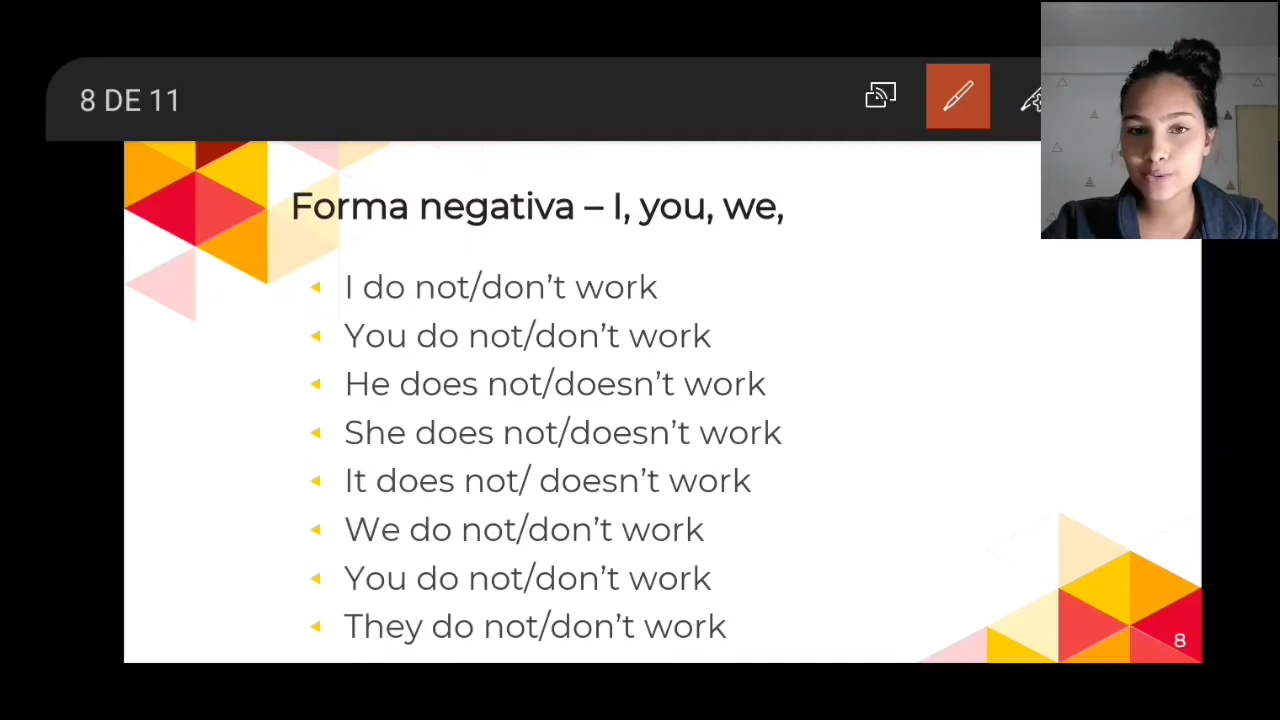 8 DE 11
Forma negativa – I, you, we,
I do not/don't work
You do not/don't work
He does not/doesn't work
She does not/doesn't work
It does not/ doesn't work
We do not/don't work
You do not/don't work
They do not/don't work
8